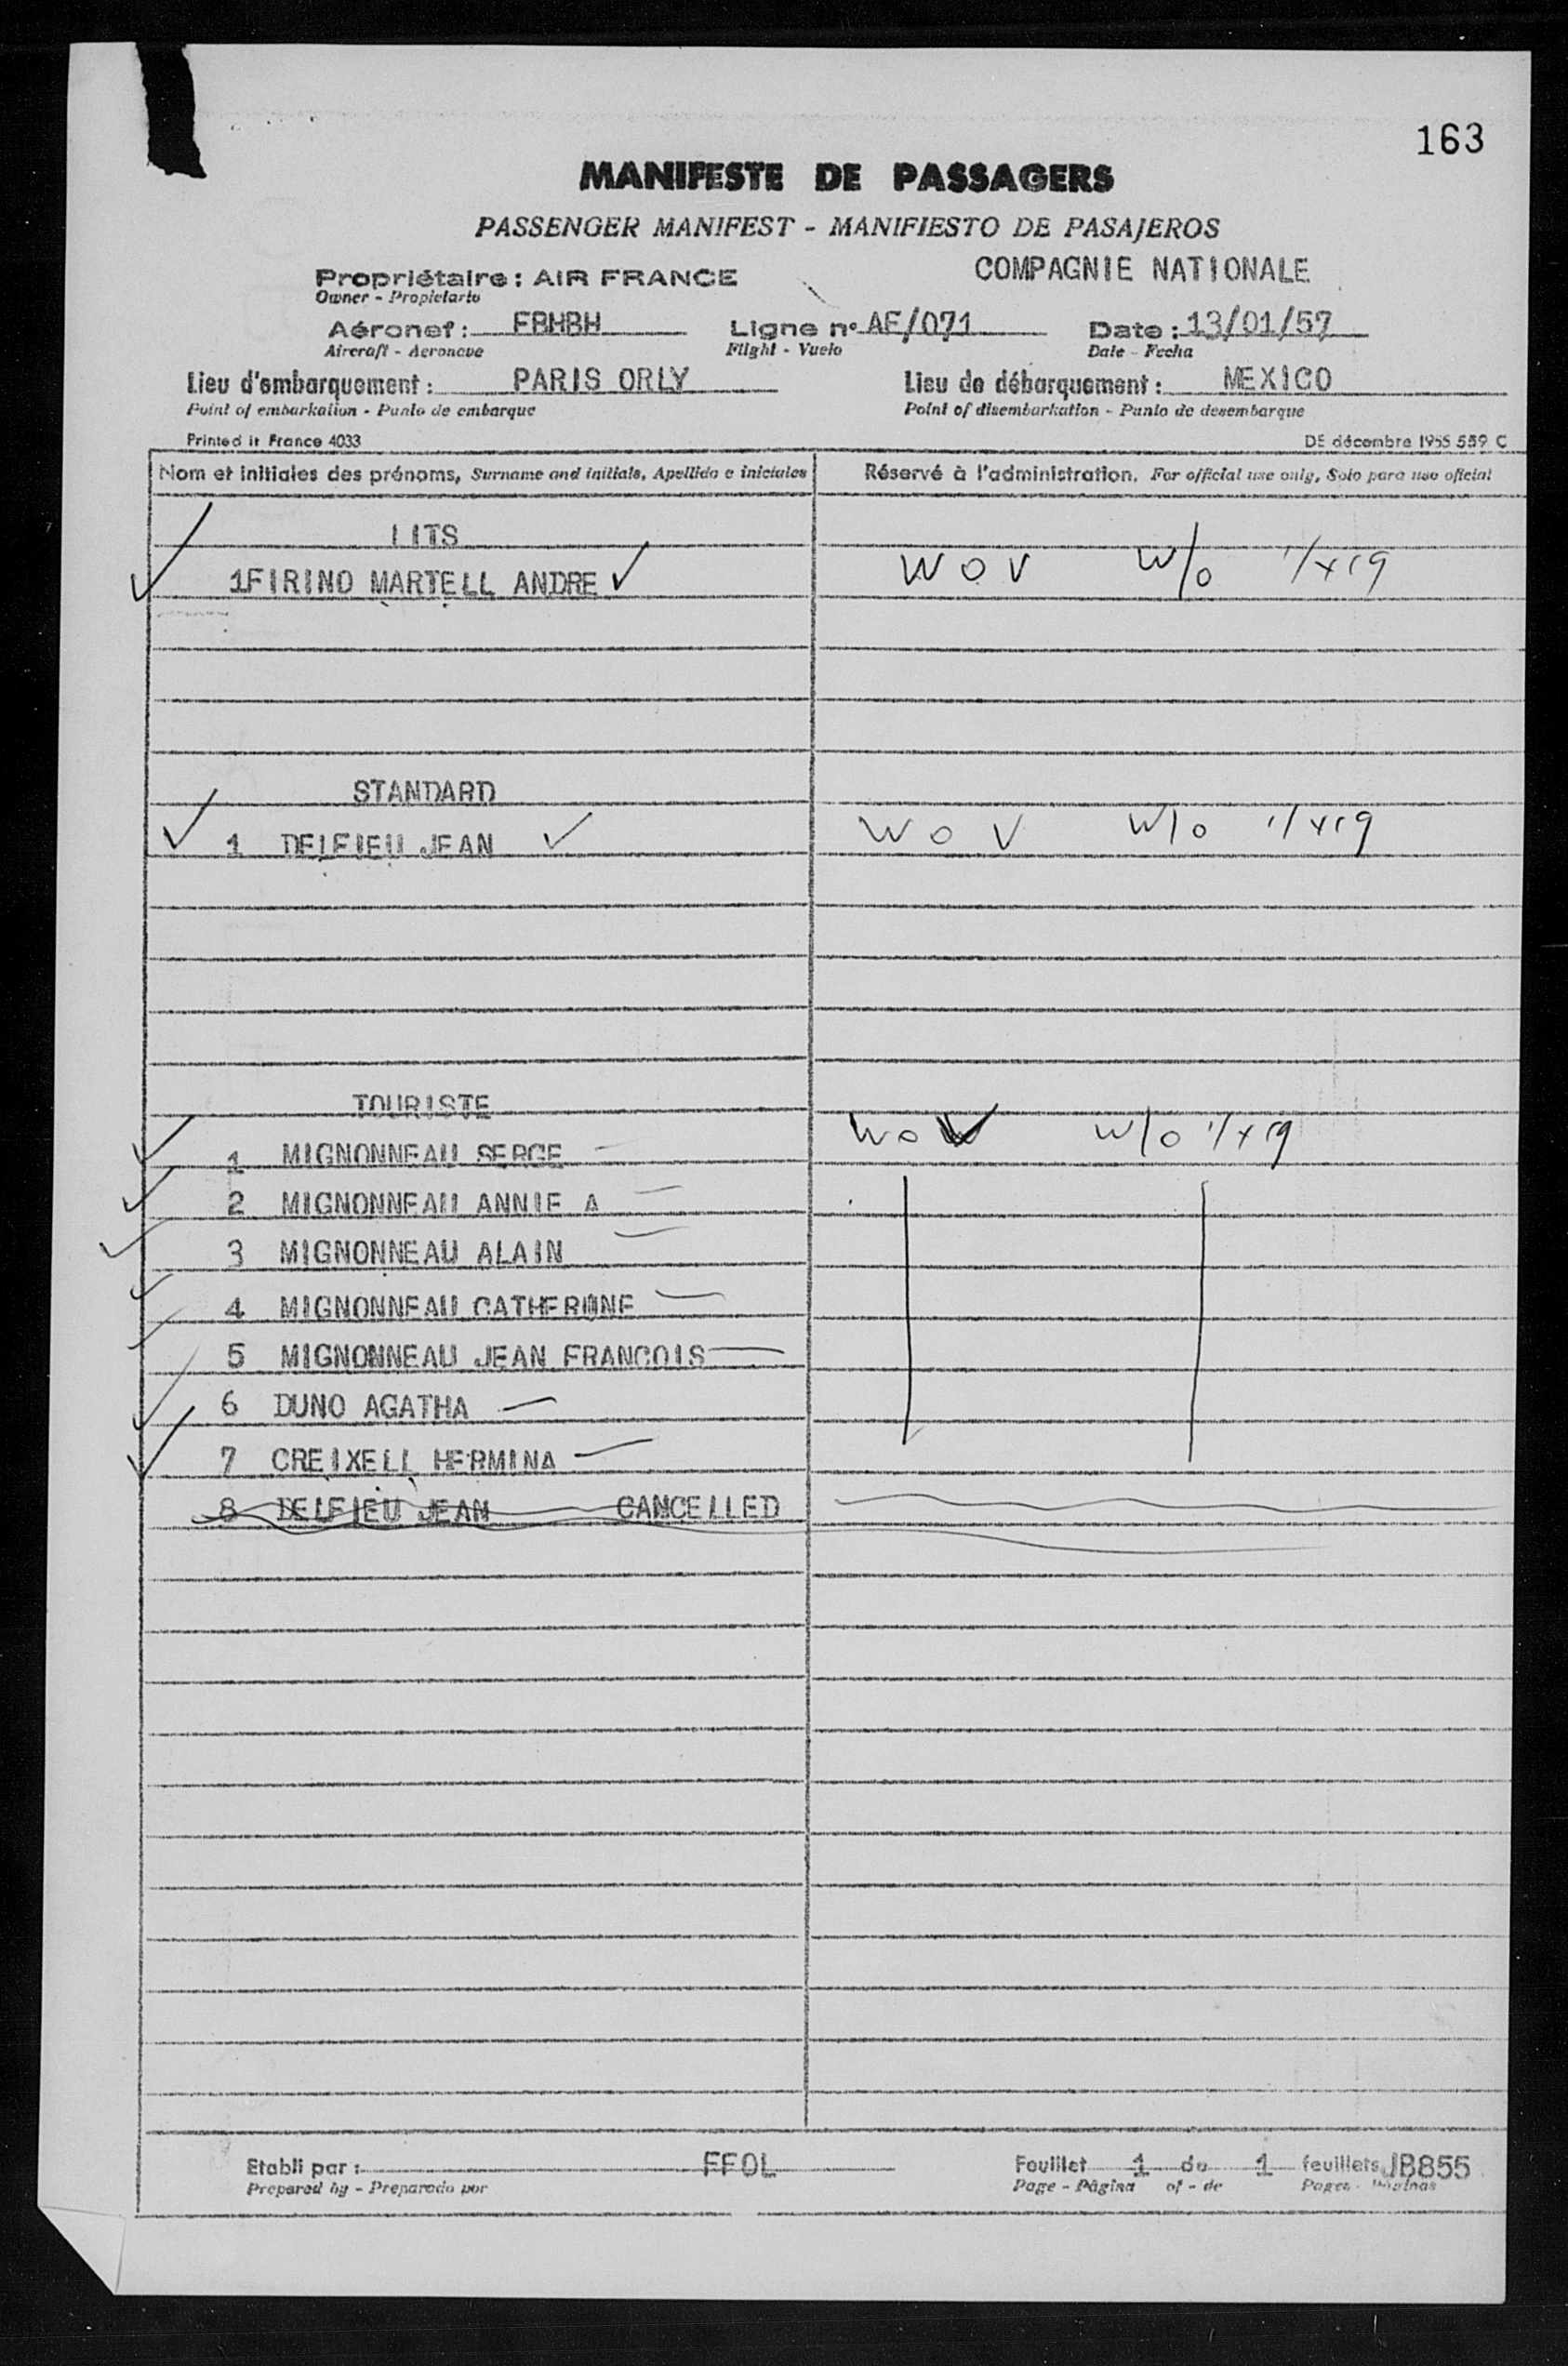 163
MANIFESTE DE PASSAGERS
PASSENGER MANIFEST - MANIFIESTO DE PASAJEROS
Propriétaire : AIR FRANCE COMPAGNIE NATIONALE
Owner - Propietario
Aéronef : FBHBH Ligne n° AF/071 Date : 13/01/57
Aircraft - Aeronave Flight - Vuelo Date - Fecha
Lieu d'embarquement : PARIS ORLY Lieu de débarquement : MEXICO
Point of embarkation - Punto de embarque Point of disembarkation - Punto de desembarque
Printed in France 4033 DE décembre 1955 559 C
Nom et initiales des prénoms, Surname and initials, Apellido e iniciales Réservé à l'administration, For official use only, Solo para uso oficial
LITS
1FIRINO MARTELL ANDRE W O V W/o
STANDARD
1 DELFIEU JEAN W O V W/o
TOURISTE
1 MIGNONNEAU SERGE W/o
2 MIGNONNEAU ANNIE A
3 MIGNONNEAU ALAIN
4 MIGNONNEAU CATHERINE
5 MIGNONNEAU JEAN FRANCOIS
6 DUNO AGATHA
7 CREIXELL HERMINA
8 DELFIEU JEAN CANCELLED
Etabli par : FFOL Feuillet 1 de 1 feuillets JB855
Prepared by - Preparado por Page - Página of - de Pages - Páginas